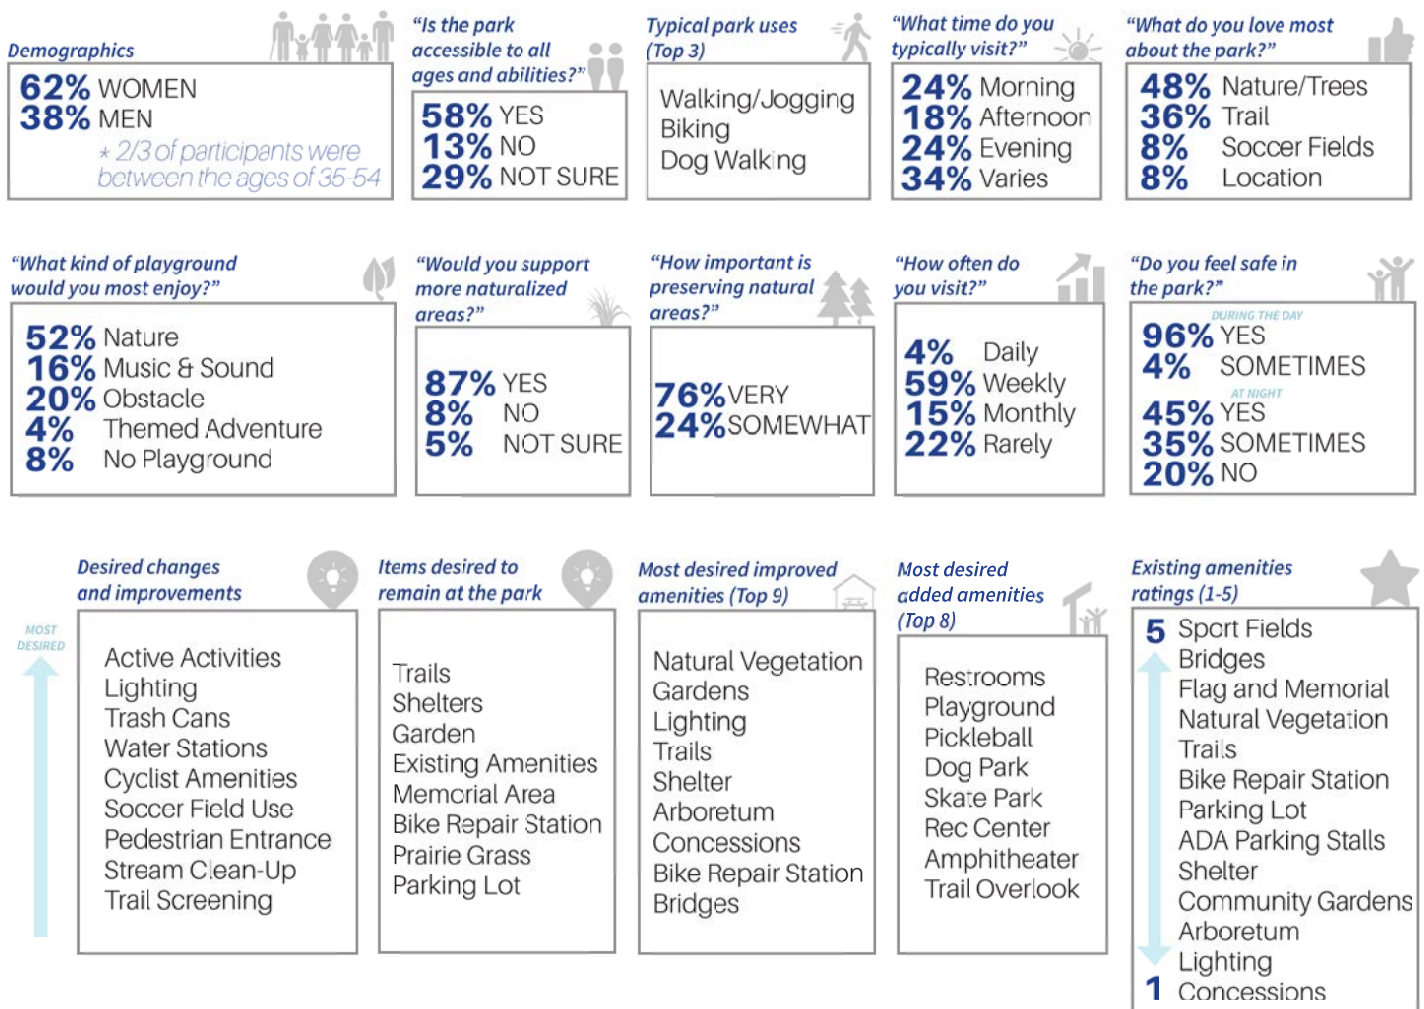 Demographics
62% WOMEN
38% MEN
* 2/3 of participants were
between the ages of 35-54
“Is the park
accessible to all
ages and abilities?”
58% YES
13% NO
29% NOT SURE
Typical park uses
(Top 3)
Walking/Jogging
Biking
Dog Walking
“What time do you
typically visit?”
24% Morning
18% Afternoon
24% Evening
34% Varies
“What do you love most
about the park?”
48% Nature/Trees
36% Trail
8% Soccer Fields
8% Location
“What kind of playground
would you most enjoy?”
52% Nature
16% Music & Sound
20% Obstacle
4% Themed Adventure
8% No Playground
“Would you support
more naturalized
areas?”
87% YES
8% NO
5% NOT SURE
“How important is
preserving natural
areas?”
76% VERY
24% SOMEWHAT
“How often do
you visit?”
4% Daily
59% Weekly
15% Monthly
22% Rarely
“Do you feel safe in
the park?”
DURING THE DAY
96% YES
4% SOMETIMES
AT NIGHT
45% YES
35% SOMETIMES
20% NO
MOST
DESIRED
Desired changes
and improvements
Active Activities
Lighting
Trash Cans
Water Stations
Cyclist Amenities
Soccer Field Use
Pedestrian Entrance
Stream Clean-Up
Trail Screening
Items desired to
remain at the park
Trails
Shelters
Garden
Existing Amenities
Memorial Area
Bike Repair Station
Prairie Grass
Parking Lot
Most desired improved
amenities (Top 9)
Natural Vegetation
Gardens
Lighting
Trails
Shelter
Arboretum
Concessions
Bike Repair Station
Bridges
Most desired
added amenities
(Top 8)
Restrooms
Playground
Pickleball
Dog Park
Skate Park
Rec Center
Amphitheater
Trail Overlook
Existing amenities
ratings (1-5)
5 Sport Fields
Bridges
Flag and Memorial
Natural Vegetation
Trails
Bike Repair Station
Parking Lot
ADA Parking Stalls
Shelter
Community Gardens
Arboretum
Lighting
1 Concessions